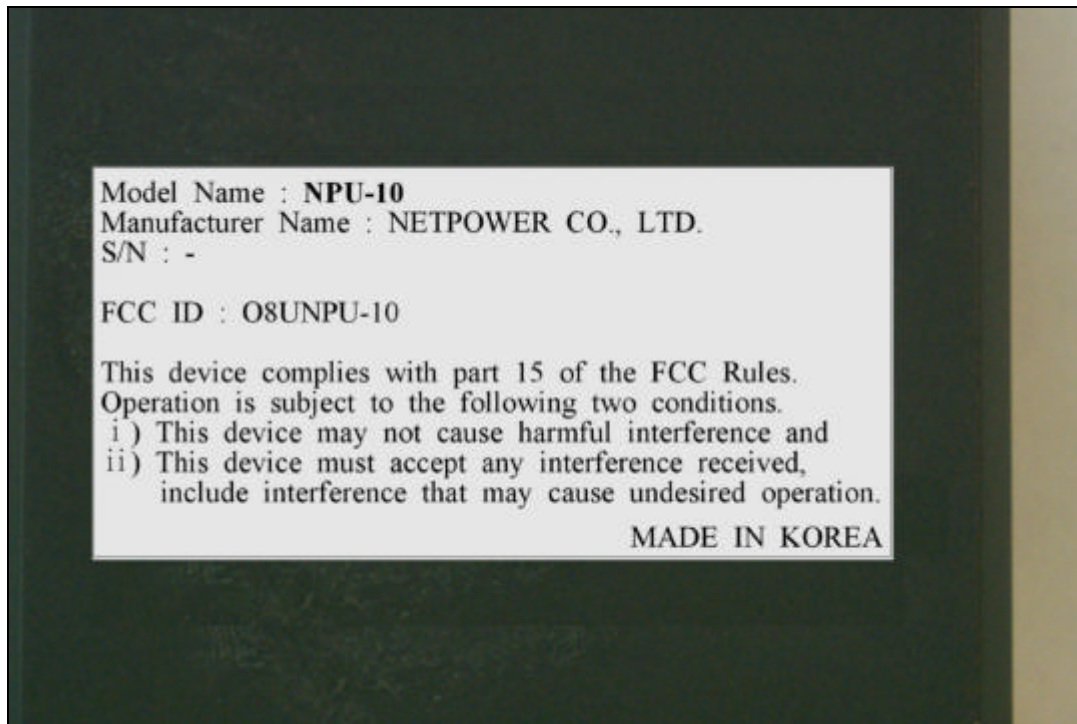 Model Name : NPU-10
Manufacturer Name : NETPOWER CO., LTD.
S/N : -
FCC ID : O8UNPU-10
This device complies with part 15 of the FCC Rules.
Operation is subject to the following two conditions.
i ) This device may not cause harmful interference and
ii) This device must accept any interference received,
include interference that may cause undesired operation.
MADE IN KOREA